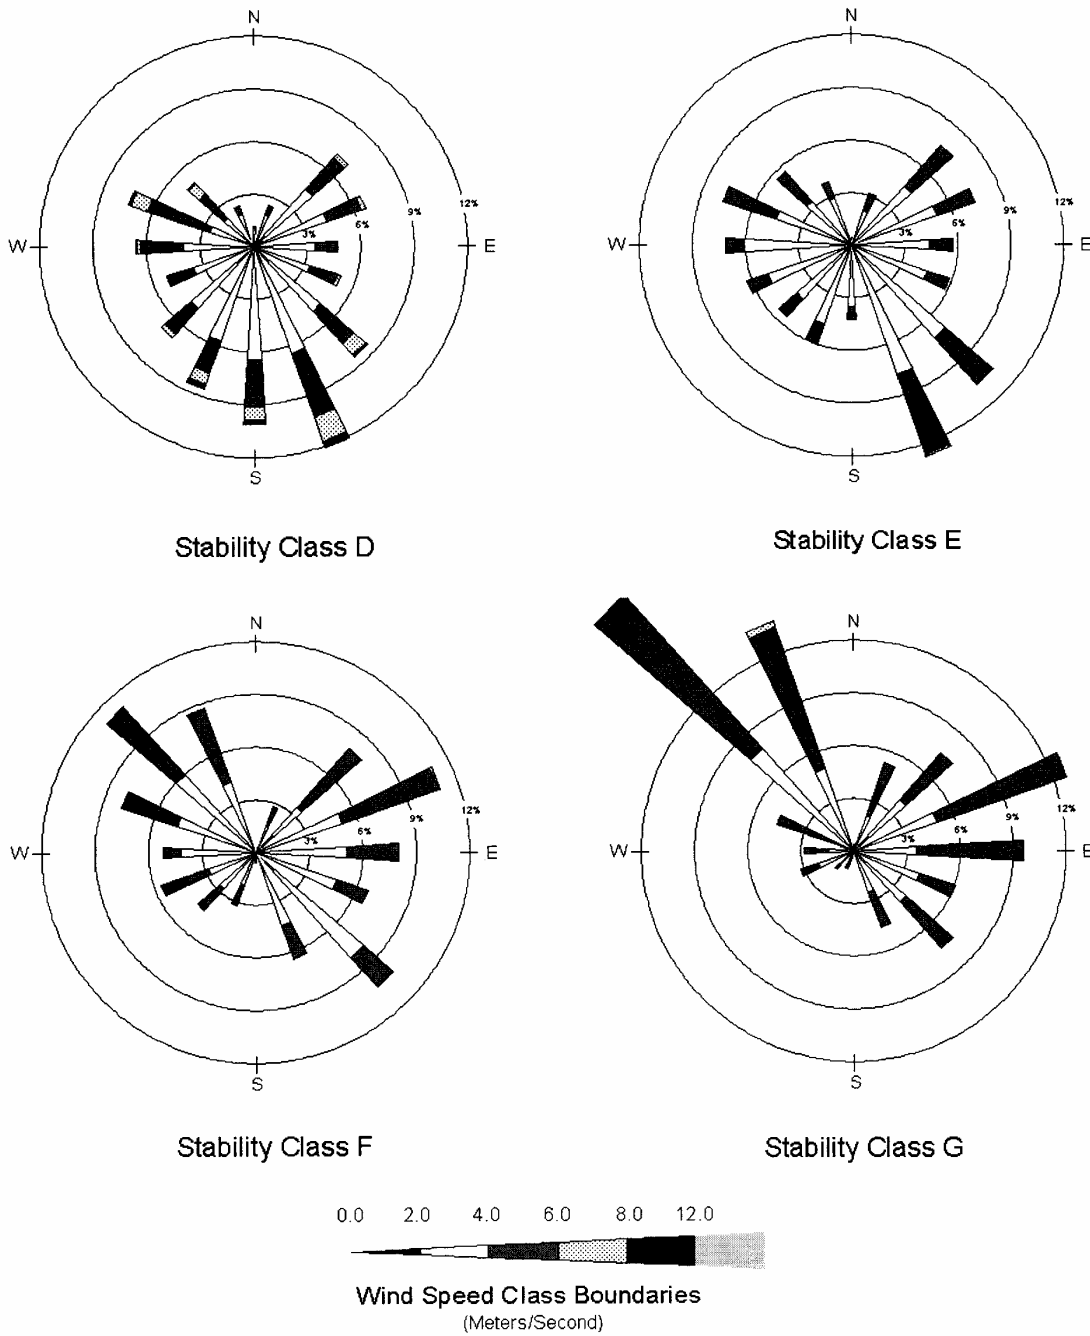 N
N
W
3%
6%
9%
12%
E
W
3%
6%
9%
12%
E
S
S
Stability Class D
Stability Class E
N
N
W
3%
6%
9%
12%
E
W
3%
6%
9%
12%
E
S
S
Stability Class F
Stability Class G
0.0 2.0 4.0 6.0 8.0 12.0
Wind Speed Class Boundaries
(Meters/Second)